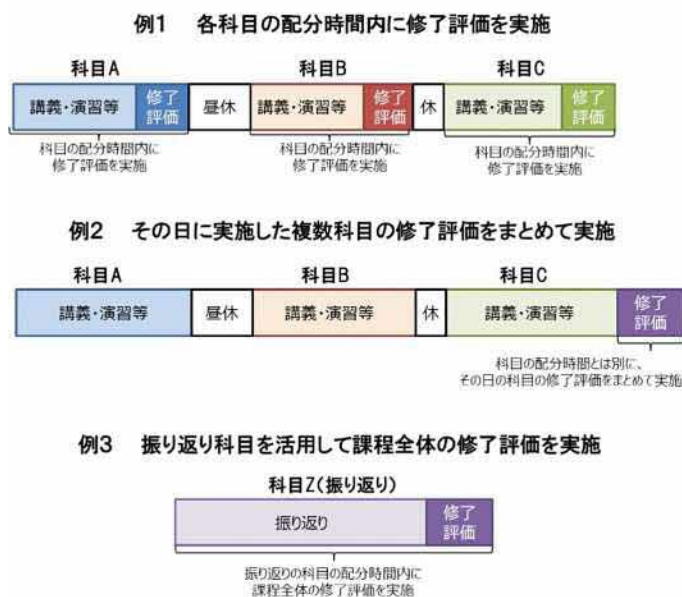 例1 各科目の配分時間内に修了評価を実施
科目A 科目B 科目C
講義・演習等 修了評価 昼休 講義・演習等 修了評価 休 講義・演習等 修了評価
科目の配分時間内に
修了評価を実施
科目の配分時間内に
修了評価を実施
科目の配分時間内に
修了評価を実施
例2 その日に実施した複数科目の修了評価をまとめて実施
科目A 科目B 科目C
講義・演習等 昼休 講義・演習等 休 講義・演習等 修了評価
科目の配分時間とは別に、
その日の科目の修了評価をまとめて実施
例3 振り返り科目を活用して課程全体の修了評価を実施
科目Z(振り返り)
振り返り 修了評価
振り返りの科目の配分時間内に
課程全体の修了評価を実施